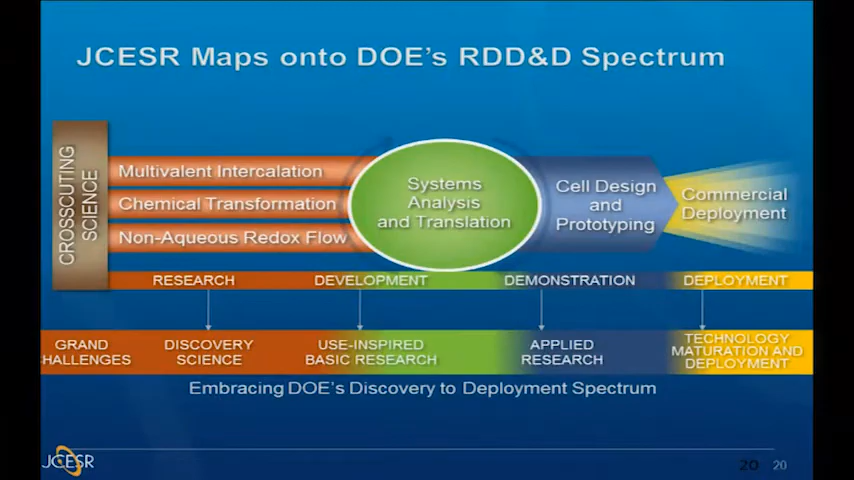 JCESR Maps onto DOE's RDD&D Spectrum
CROSSCUTING
SCIENCE
Multivalent Intercalation
Chemical Transformation
Non-Aqueous Redox Flow
Systems
Analysis
and Translation
Cell Design
and
Prototyping
Commercial
Deployment
RESEARCH
DEVELOPMENT
DEMONSTRATION
DEPLOYMENT
GRAND
HALLENGES
DISCOVERY
SCIENCE
USE-INSPIRED
BASIC RESEARCH
APPLIED
RESEARCH
TECHNOLOGY
MATURATION AND
DEPLOYMENT
Embracing DOE's Discovery to Deployment Spectrum
JCESR
20 20